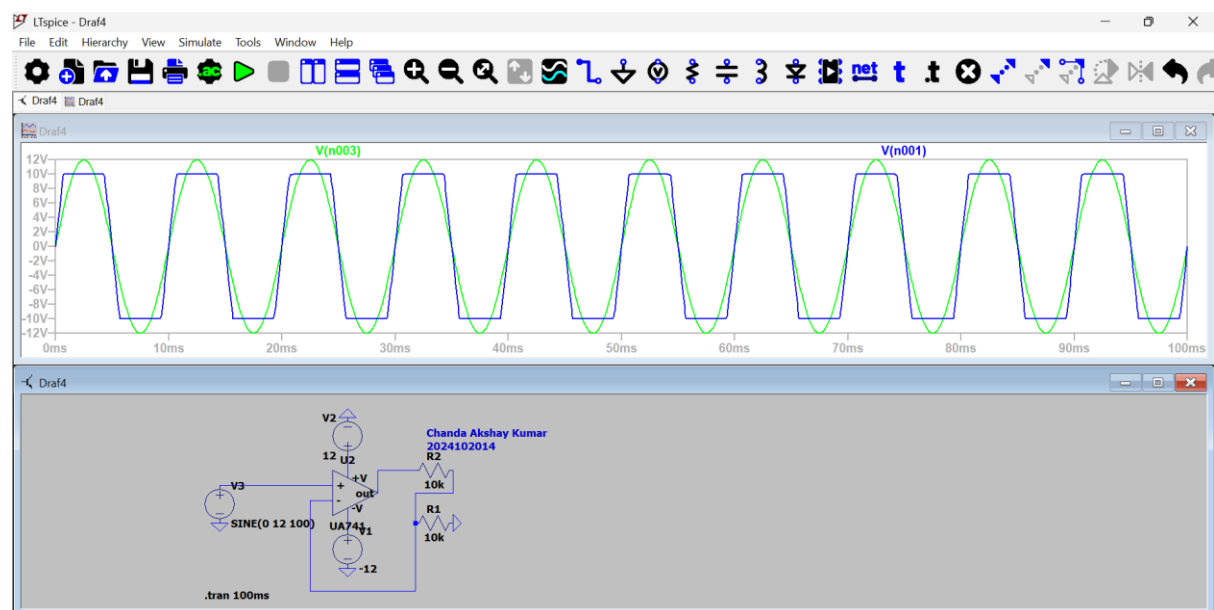 LTspice - Draf4
File Edit Hierarchy View Simulate Tools Window Help
ac net t .t
Draf4 Draf4
Draf4
V(n003) V(n001)
12V
10V
8V
6V
4V
2V
0V
-2V
-4V
-6V
-8V
-10V
-12V
0ms 10ms 20ms 30ms 40ms 50ms 60ms 70ms 80ms 90ms 100ms
Draf4
V2
12
U2
Chanda Akshay Kumar
2024102014
R2
10k
V3
+V
out
-V
SINE(0 12 100)
UA741
V1
-12
R1
10k
.tran 100ms